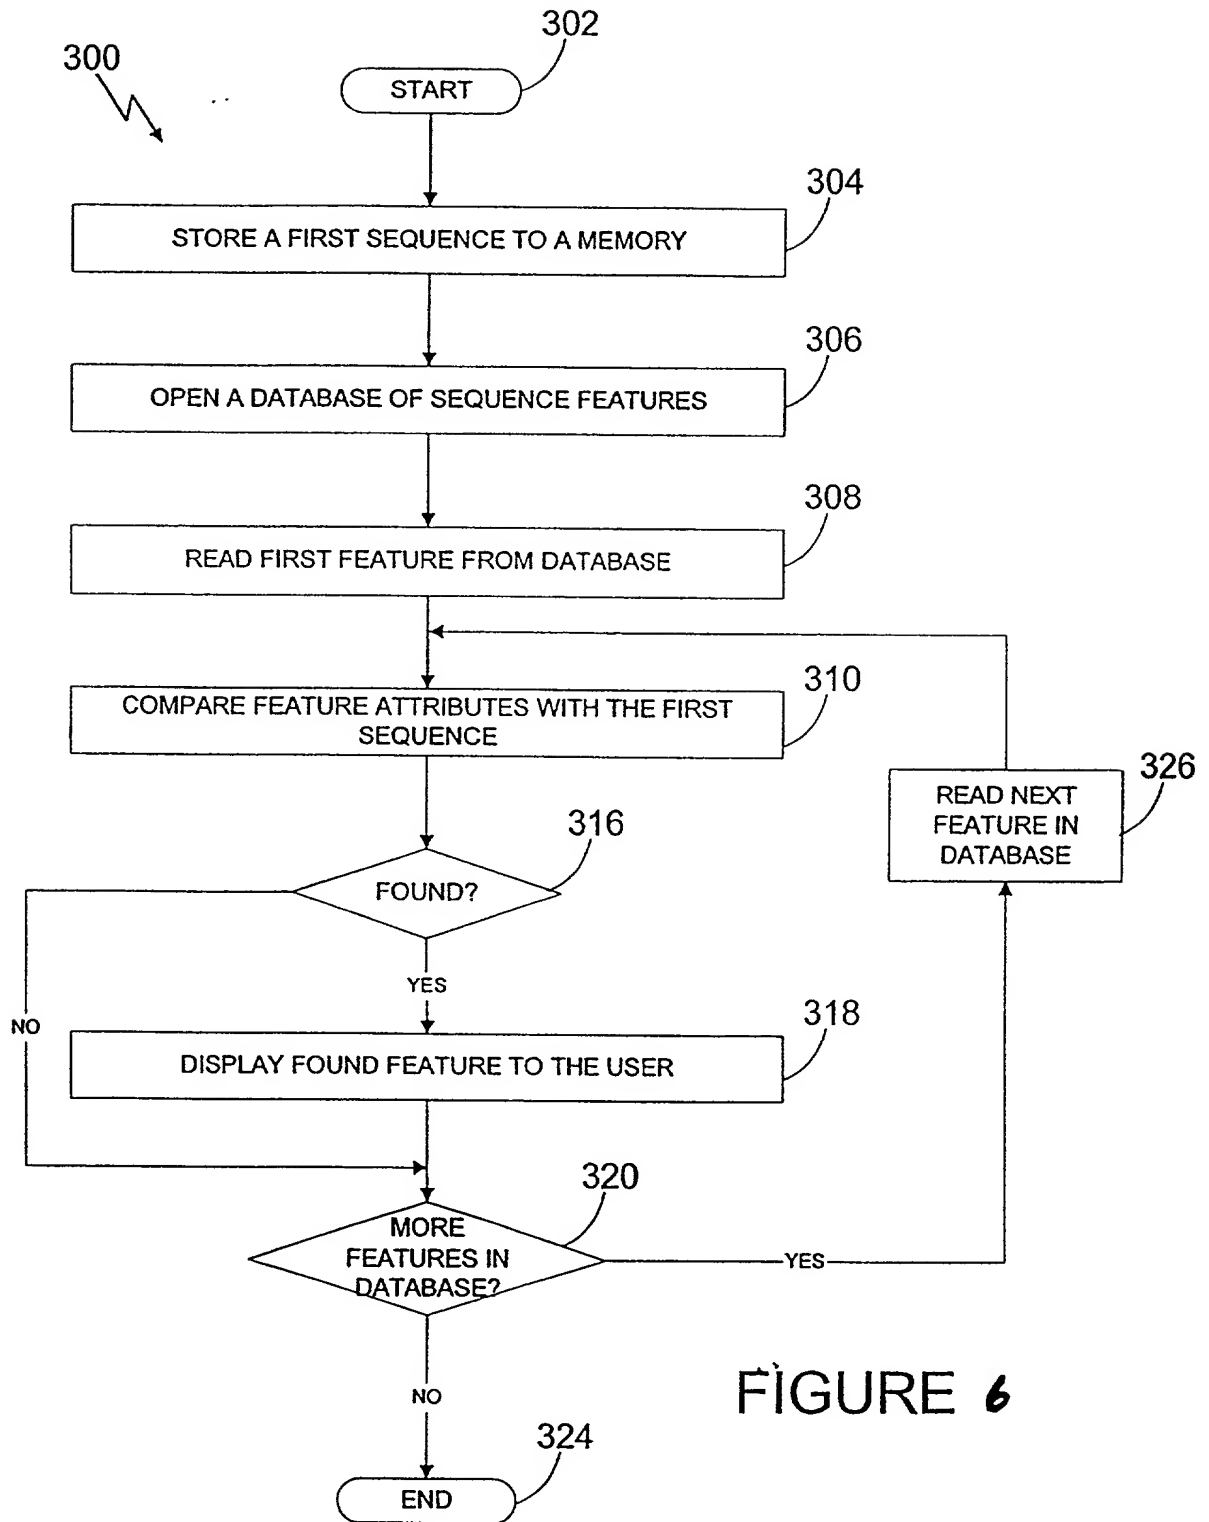 302
300
START
304
STORE A FIRST SEQUENCE TO A MEMORY
306
OPEN A DATABASE OF SEQUENCE FEATURES
308
READ FIRST FEATURE FROM DATABASE
310
COMPARE FEATURE ATTRIBUTES WITH THE FIRST
SEQUENCE
326
READ NEXT
FEATURE IN
DATABASE
316
FOUND?
YES
NO
318
DISPLAY FOUND FEATURE TO THE USER
320
MORE
FEATURES IN
DATABASE?
YES
NO
FIGURE 6
324
END